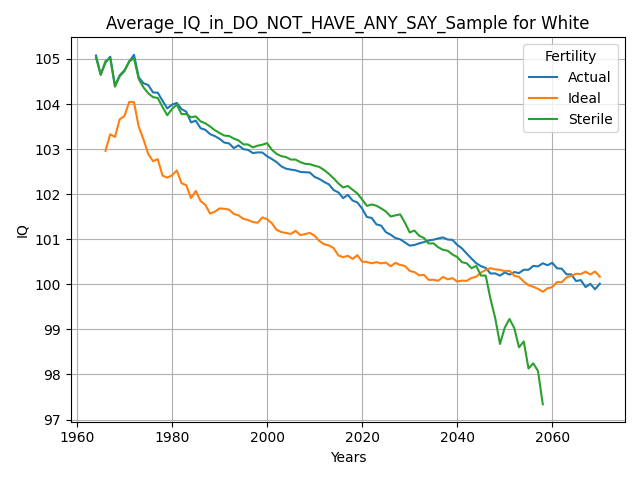 Average_IQ_in_DO_NOT_HAVE_ANY_SAY_Sample for White
Fertility
Actual
Ideal
Sterile
IQ
105
104
103
102
101
100
99
98
97
1960
1980
2000
2020
2040
2060
Years